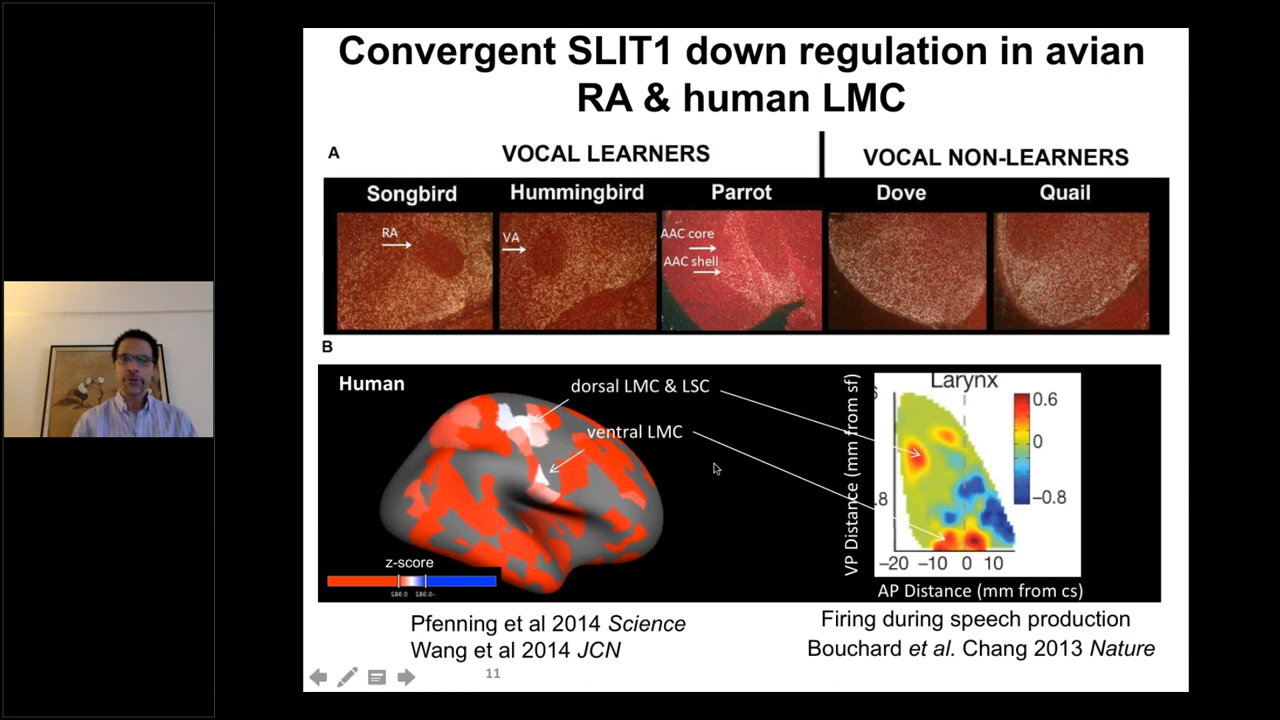 Convergent SLIT1 down regulation in avian
RA & human LMC
A
VOCAL LEARNERS
VOCAL NON-LEARNERS
Songbird
Hummingbird
Parrot
Dove
Quail
RA
VA
AAC core
AAC shell
B
Human
dorsal LMC & LSC
ventral LMC
z-score
Larynx
VP Distance (mm from sf)
0.6
0
−0.8
.8
−20 −10 0 10
AP Distance (mm from cs)
Pfenning et al 2014 Science
Wang et al 2014 JCN
Firing during speech production
Bouchard et al. Chang 2013 Nature
11